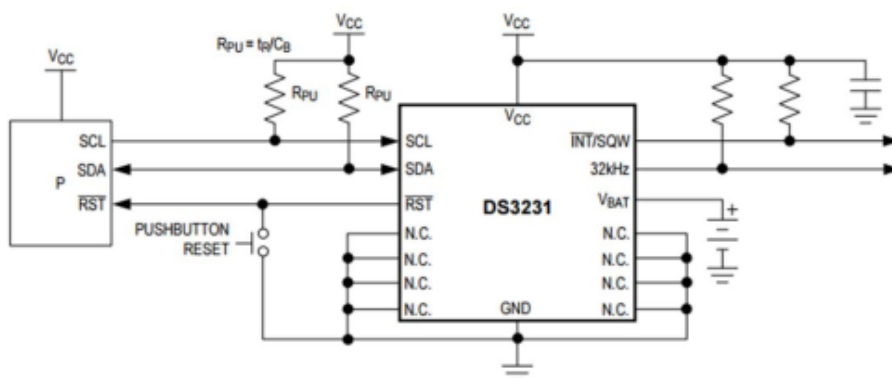 VCC
RPU = tR/CB
VCC
VCC
RPU
RPU
VCC
SCL
SCL
INT/SQW
SDA
SDA
32kHz
P
RST
RST
DS3231
VBAT
+
PUSHBUTTON
RESET
N.C.
N.C.
N.C.
N.C.
N.C.
N.C.
N.C.
GND
N.C.